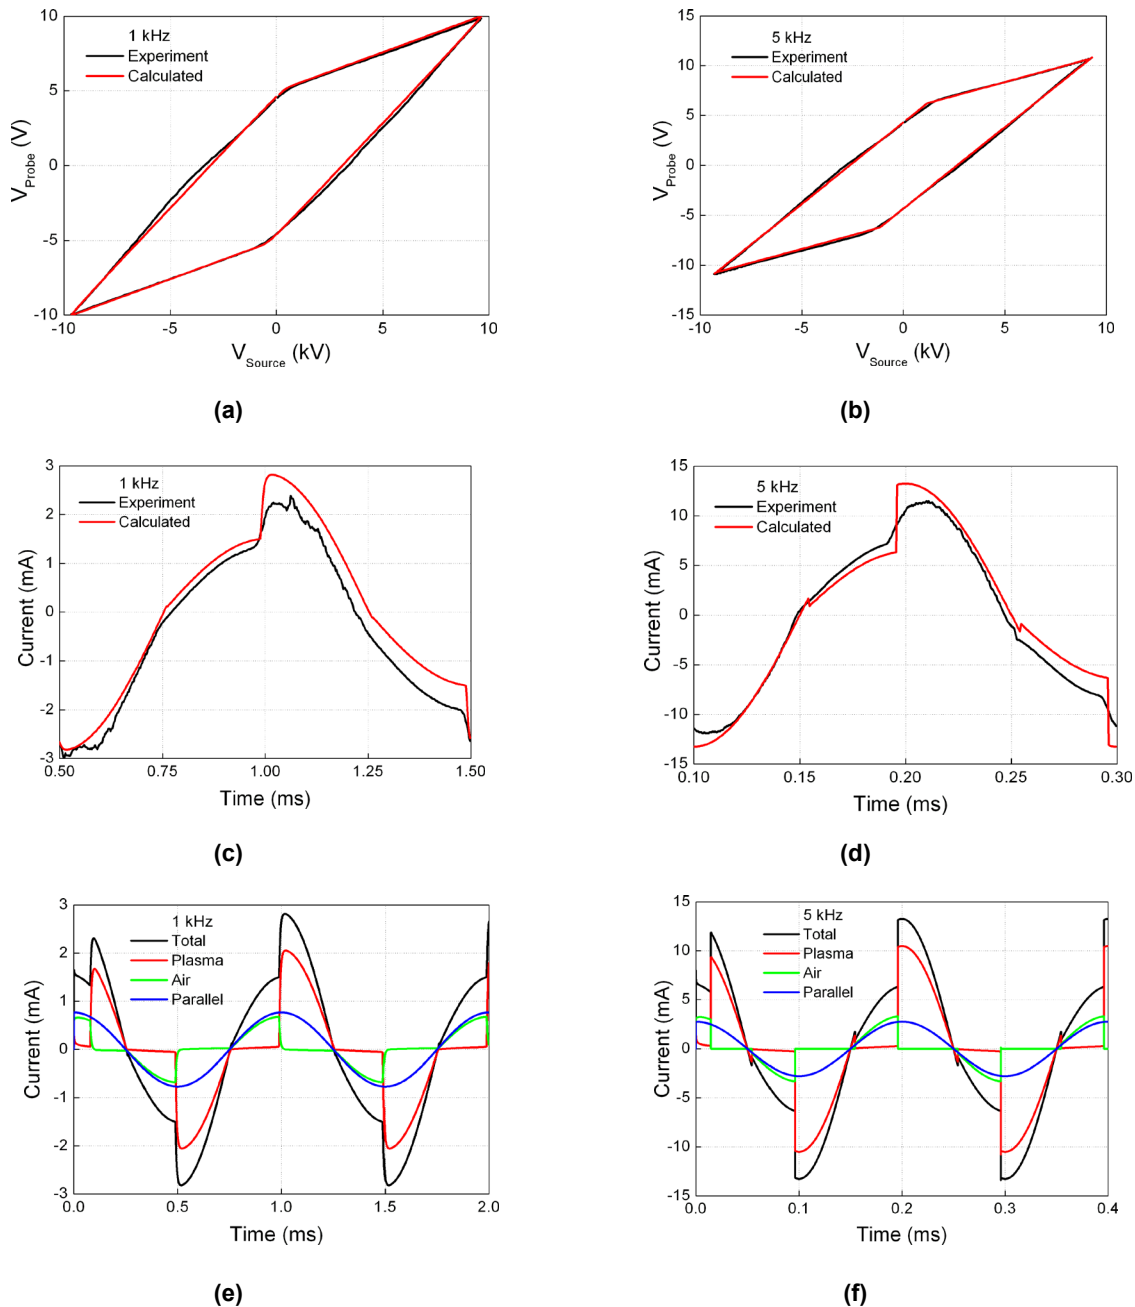 10
5
0
-5
-10
-10
-5
0
5
10
V_Probe (V)
V_Source (kV)
1 kHz
Experiment
Calculated
(a)
15
10
5
0
-5
-10
-15
-10
-5
0
5
10
V_Probe (V)
V_Source (kV)
5 kHz
Experiment
Calculated
(b)
3
2
1
0
-1
-2
-3
0.50
0.75
1.00
1.25
1.50
Current (mA)
Time (ms)
1 kHz
Experiment
Calculated
(c)
15
10
5
0
-5
-10
-15
0.10
0.15
0.20
0.25
0.30
Current (mA)
Time (ms)
5 kHz
Experiment
Calculated
(d)
3
2
1
0
-1
-2
-3
0.0
0.5
1.0
1.5
2.0
Current (mA)
Time (ms)
1 kHz
Total
Plasma
Air
Parallel
(e)
15
10
5
0
-5
-10
-15
0.0
0.1
0.2
0.3
0.4
Current (mA)
Time (ms)
5 kHz
Total
Plasma
Air
Parallel
(f)